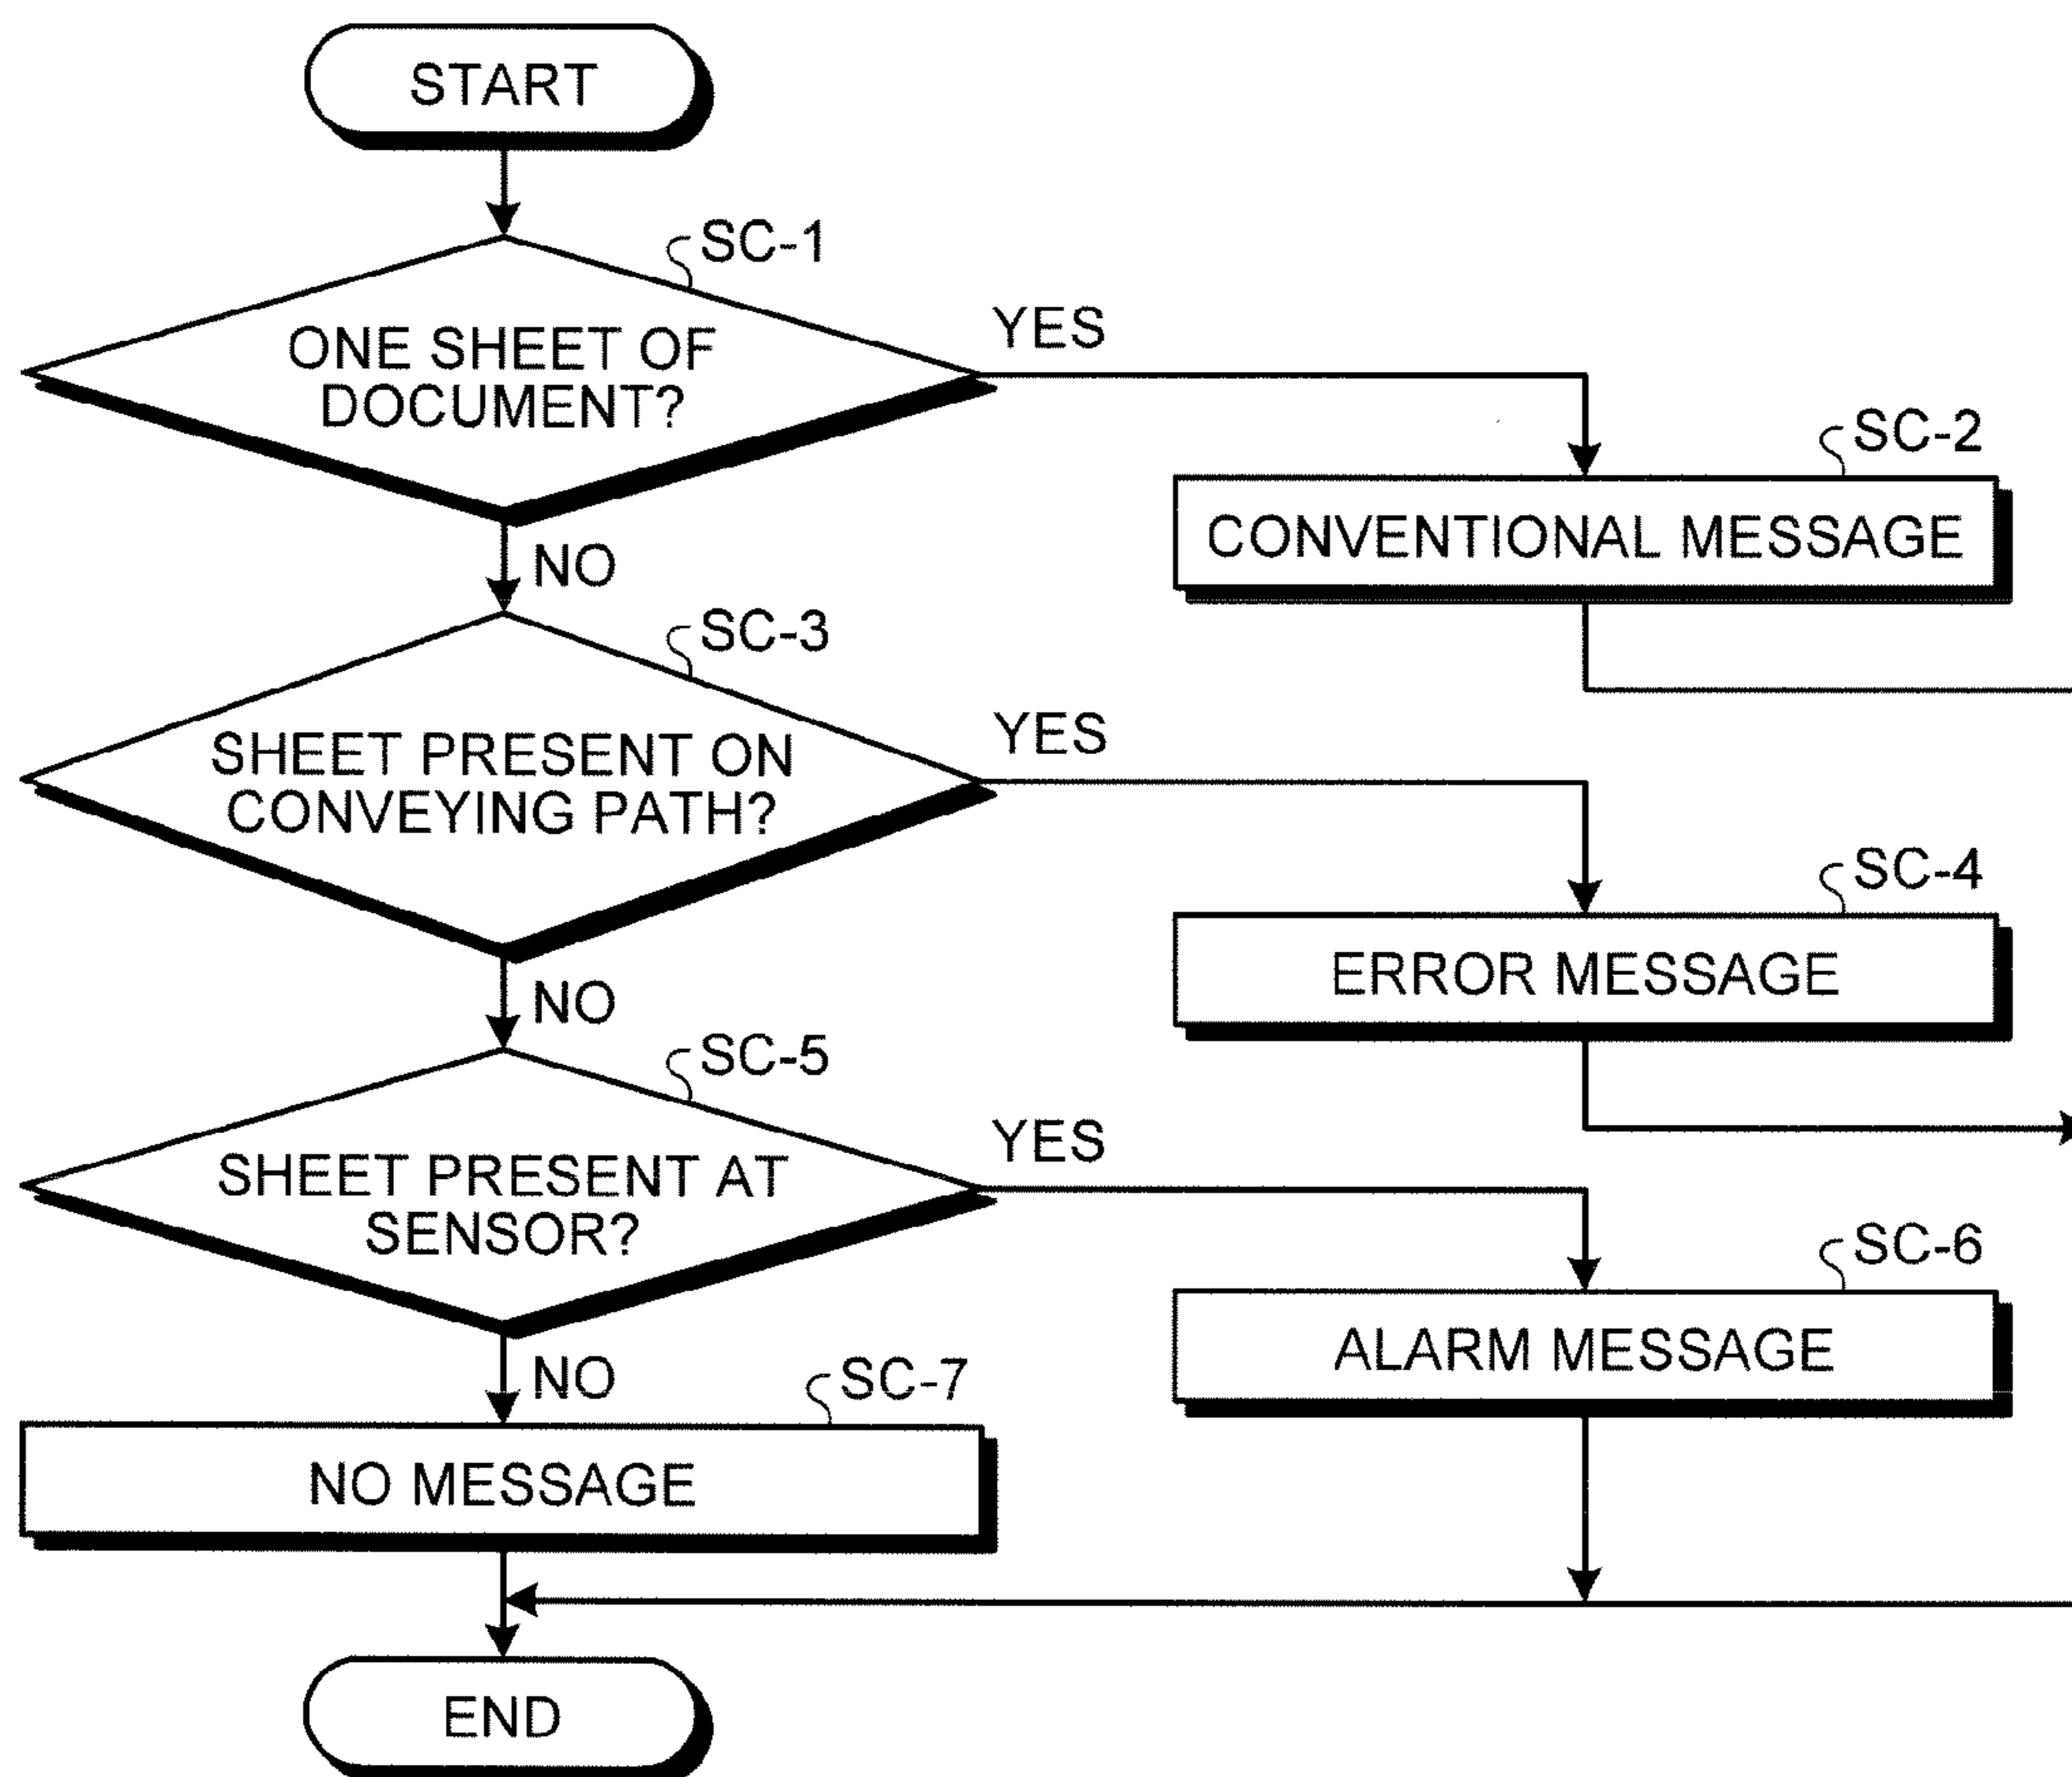 START
SC-1
ONE SHEET OF
DOCUMENT?
YES
SC-2
CONVENTIONAL MESSAGE
NO
SC-3
SHEET PRESENT ON
CONVEYING PATH?
YES
SC-4
ERROR MESSAGE
NO
SC-5
SHEET PRESENT AT
SENSOR?
YES
SC-6
ALARM MESSAGE
NO
SC-7
NO MESSAGE
END